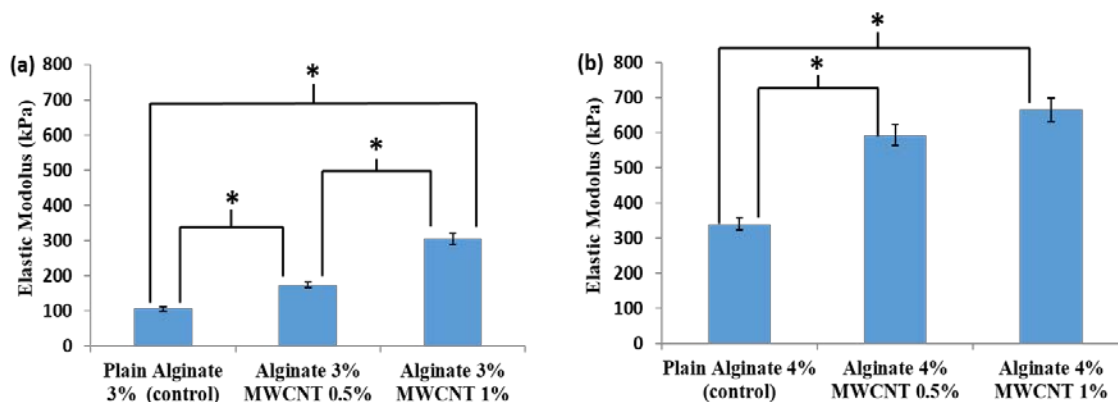 (a)
Elastic Modolus (kPa)
800
700
600
500
400
300
200
100
0
*
*
*
Plain Alginate
3% (control)
Alginate 3%
MWCNT 0.5%
Alginate 3%
MWCNT 1%
(b)
Elastic Modulus (kPa)
800
700
600
500
400
300
200
100
0
*
*
Plain Alginate 4%
(control)
Alginate 4%
MWCNT 0.5%
Alginate 4%
MWCNT 1%